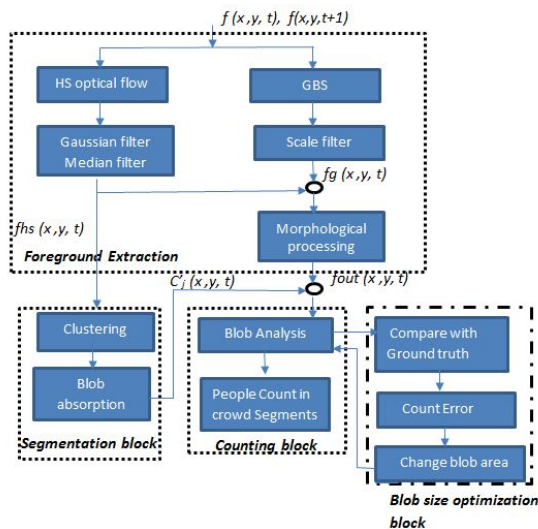 f (x,y, t), f(x,y,t+1)
HS optical flow
GBS
Gaussian filter
Median filter
Scale filter
fg (x,y, t)
fhs (x,y, t)
Morphological
processing
Foreground Extraction
C'j (x,y, t)
fout (x,y, t)
Clustering
Blob Analysis
Compare with
Ground truth
Blob
absorption
People Count in
crowd Segments
Count Error
Segmentation block
Counting block
Change blob area
Blob size optimization
block